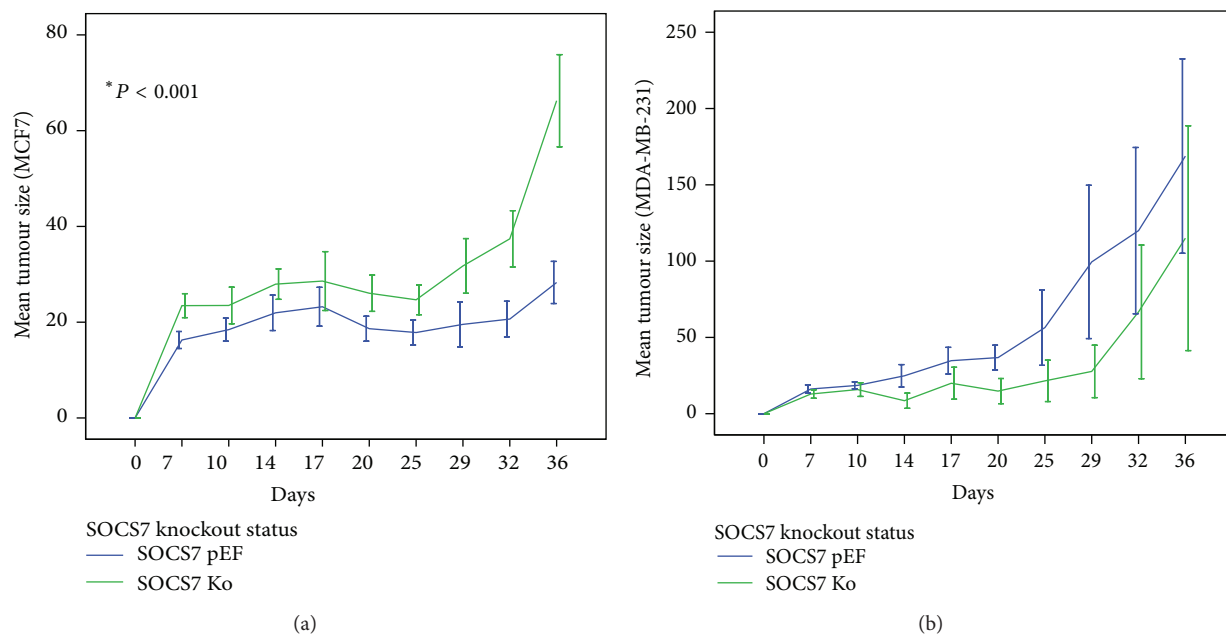 Mean tumour size (MCF7)
80
60
40
20
0
*P < 0.001
0 7 10 14 17 20 25 29 32 36
Days
SOCS7 knockout status
SOCS7 pEF
SOCS7 Ko
(a)
Mean tumour size (MDA-MB-231)
250
200
150
100
50
0
0 7 10 14 17 20 25 29 32 36
Days
SOCS7 knockout status
SOCS7 pEF
SOCS7 Ko
(b)